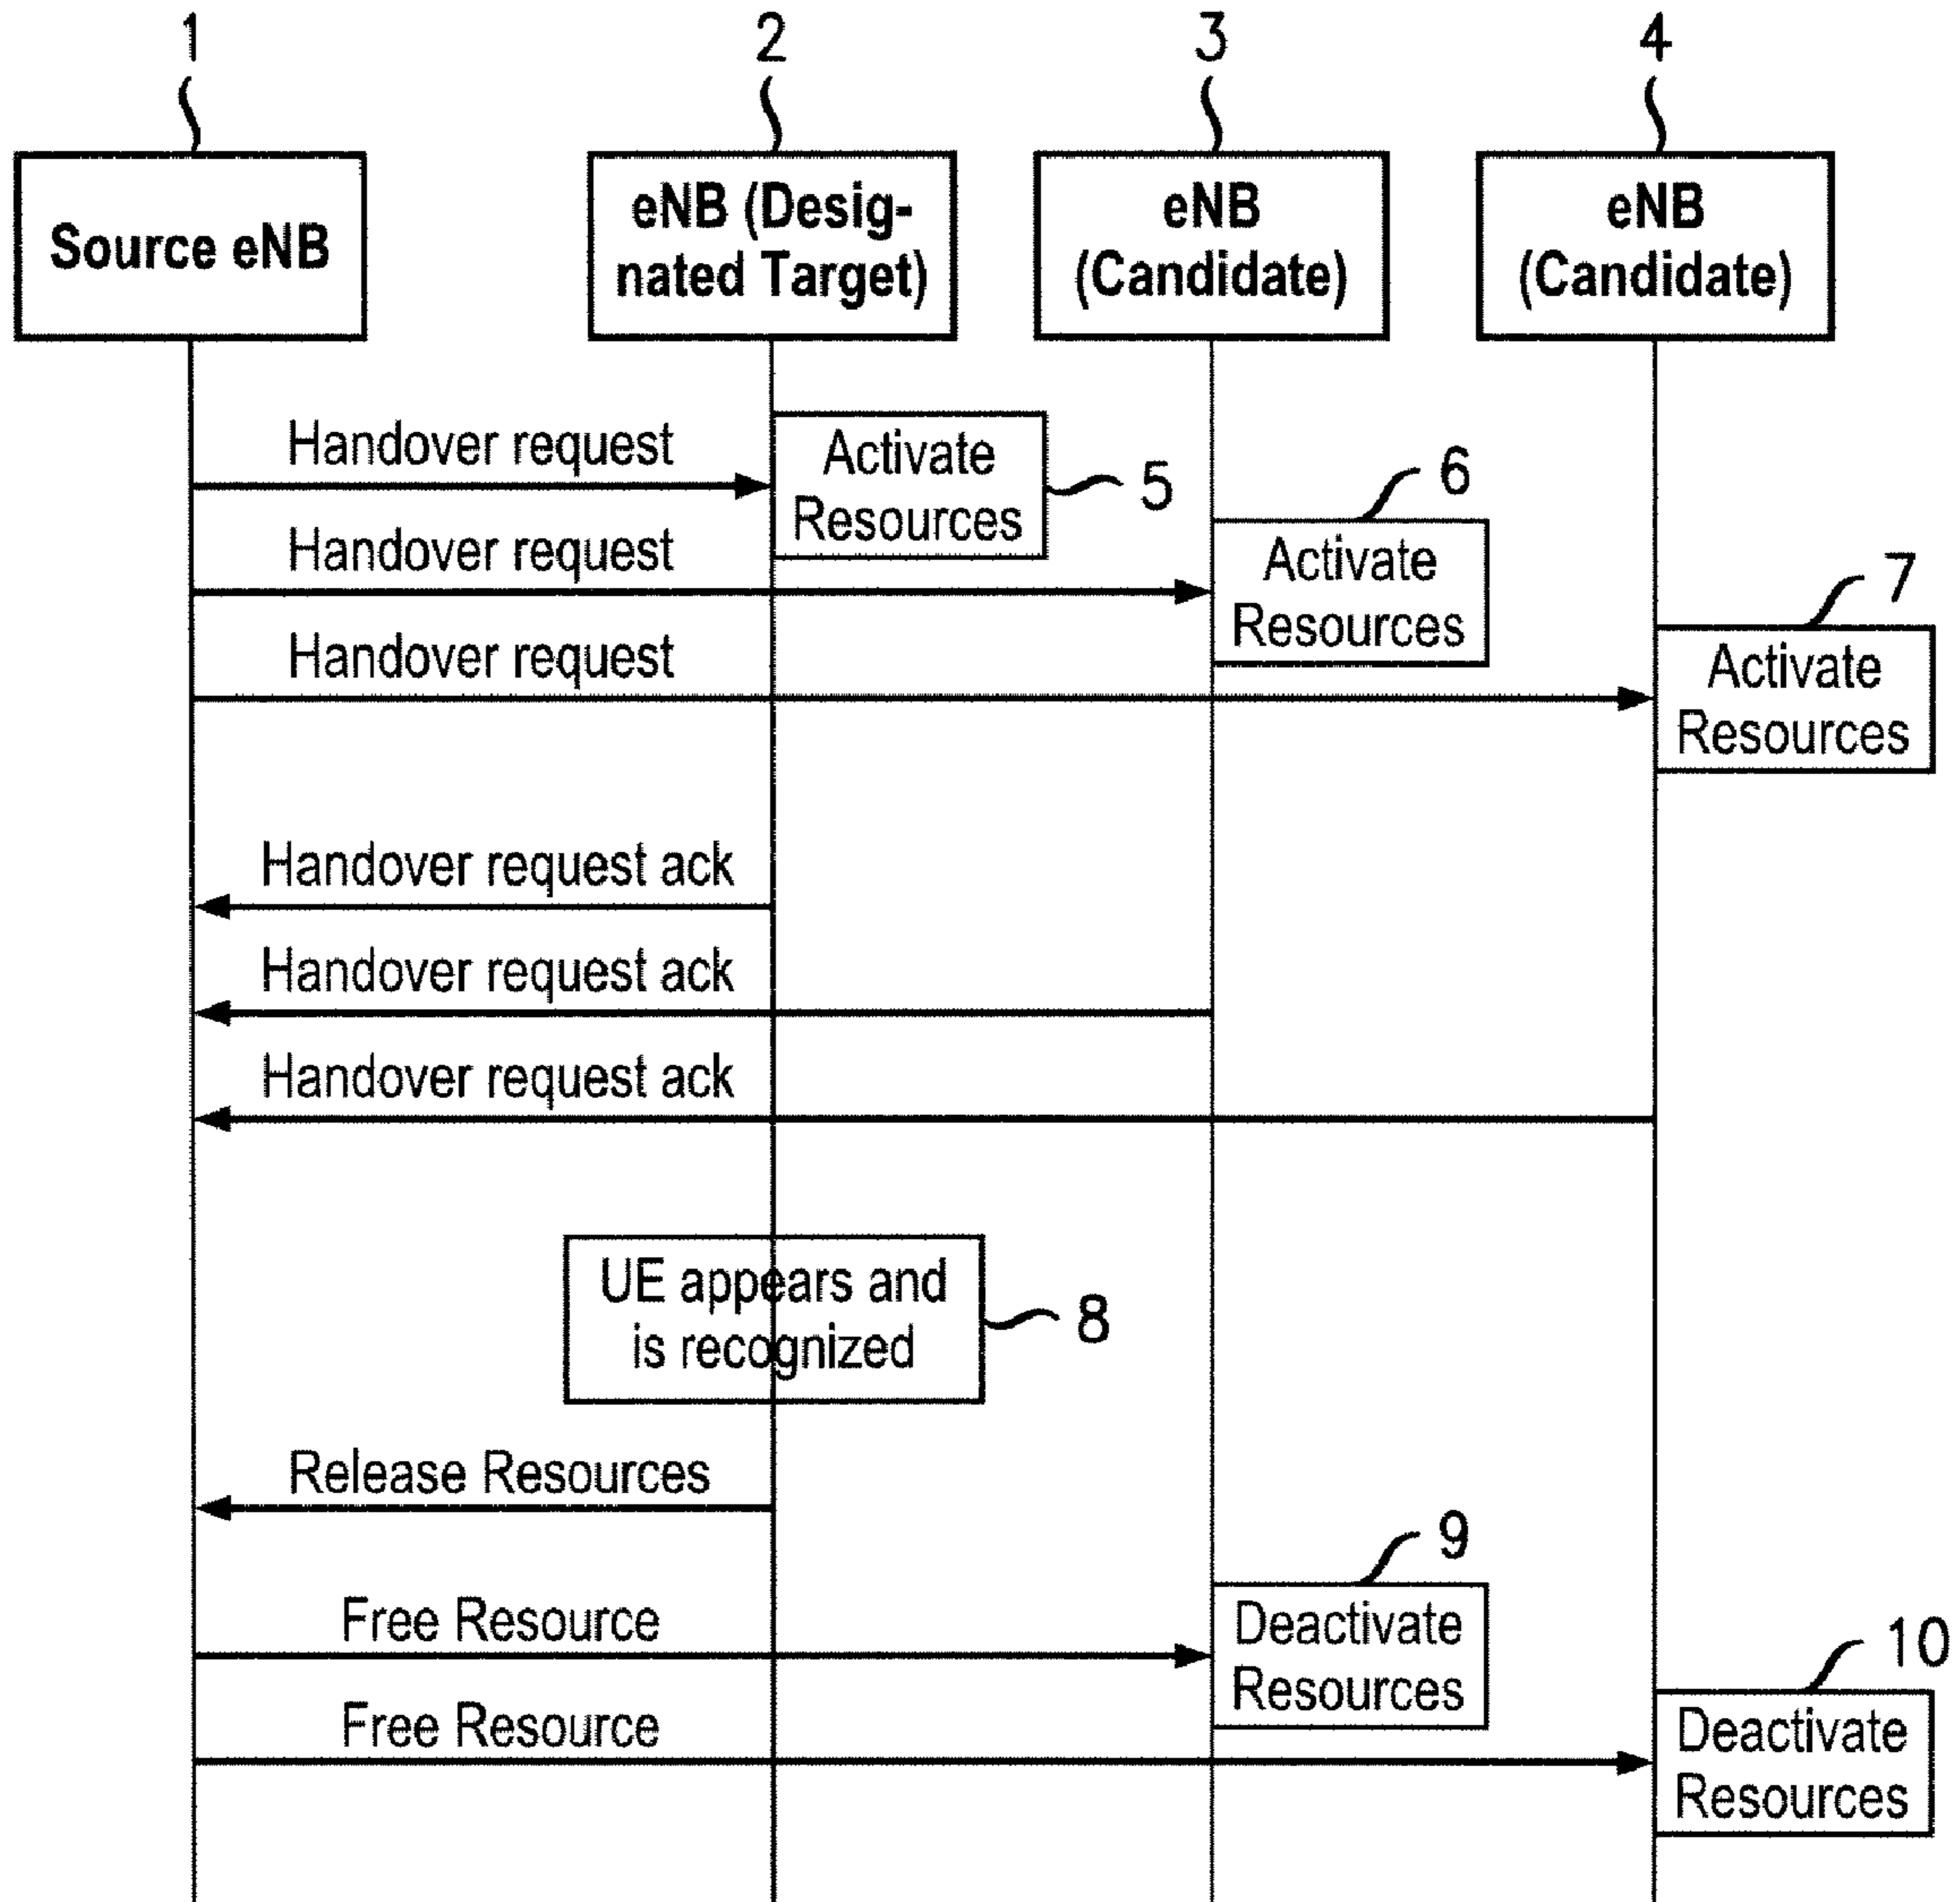 1
2
3
4
Source eNB
eNB (Desig-
nated Target)
eNB
(Candidate)
eNB
(Candidate)
Handover request
Activate
Resources
5
Handover request
Activate
Resources
6
Handover request
Activate
Resources
7
Handover request ack
Handover request ack
Handover request ack
UE appears and
is recognized
8
Release Resources
Free Resource
Deactivate
Resources
9
Free Resource
Deactivate
Resources
10